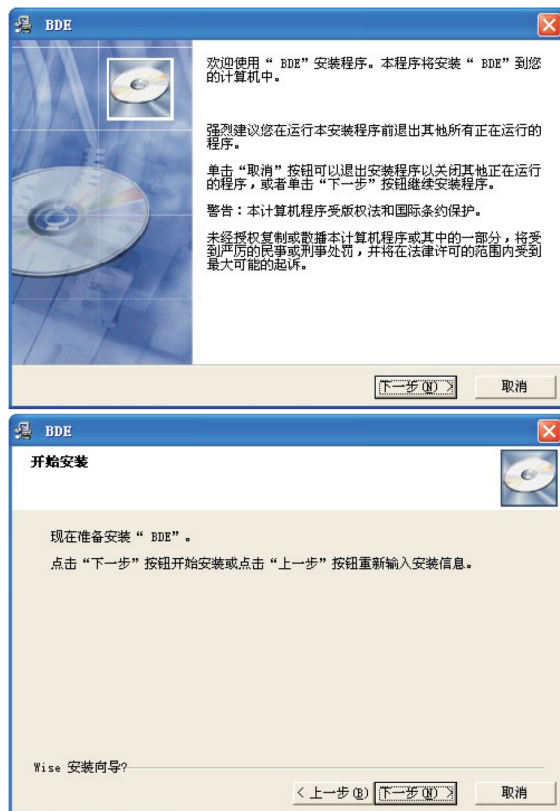 BDE
欢迎使用“ BDE”安装程序。本程序将安装“ BDE”到您
的计算机中。
强烈建议您在运行本安装程序前退出其他所有正在运行的
程序。
单击“取消”按钮可以退出安装程序以关闭其他正在运行
的程序，或者单击“下一步”按钮继续安装程序。
警告：本计算机程序受版权法和国际条约保护。
未经授权复制或散播本计算机程序或其中的一部分，将受
到严厉的民事或刑事处罚，并将在法律许可的范围内受到
最大可能的起诉。
下一步(N) >
取消
BDE
开始安装
现在准备安装“ BDE”。
点击“下一步”按钮开始安装或点击“上一步”按钮重新输入安装信息。
Wise 安装向导?
< 上一步(B) 下一步(N) > 取消